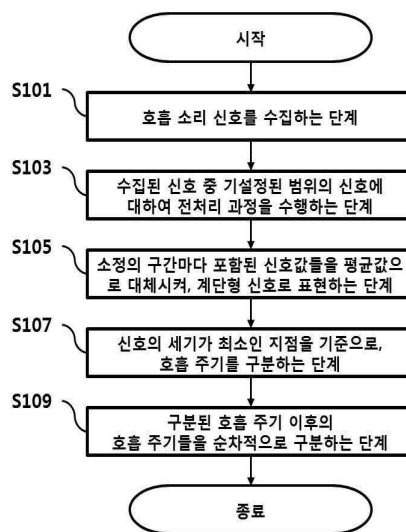 시작
S101
호흡 소리 신호를 수집하는 단계
S103
수집된 신호 중 기설정된 범위의 신호에
대하여 전처리 과정을 수행하는 단계
S105
소정의 구간마다 포함된 신호값들을 평균값으
로 대체시켜, 계단형 신호로 표현하는 단계
S107
신호의 세기가 최소인 지점을 기준으로,
호흡 주기를 구분하는 단계
S109
구분된 호흡 주기 이후의
호흡 주기들을 순차적으로 구분하는 단계
종료